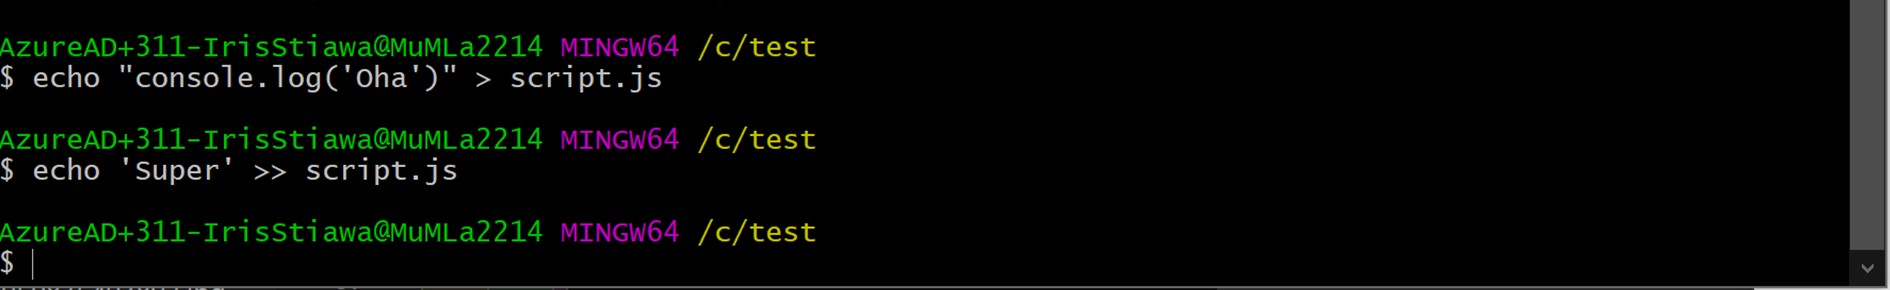 AzureAD+311-IrisStiawa@MuMLa2214 MINGW64 /c/test
$ echo "console.log('Oha')" > script.js
AzureAD+311-IrisStiawa@MuMLa2214 MINGW64 /c/test
$ echo 'Super' >> script.js
AzureAD+311-IrisStiawa@MuMLa2214 MINGW64 /c/test
$